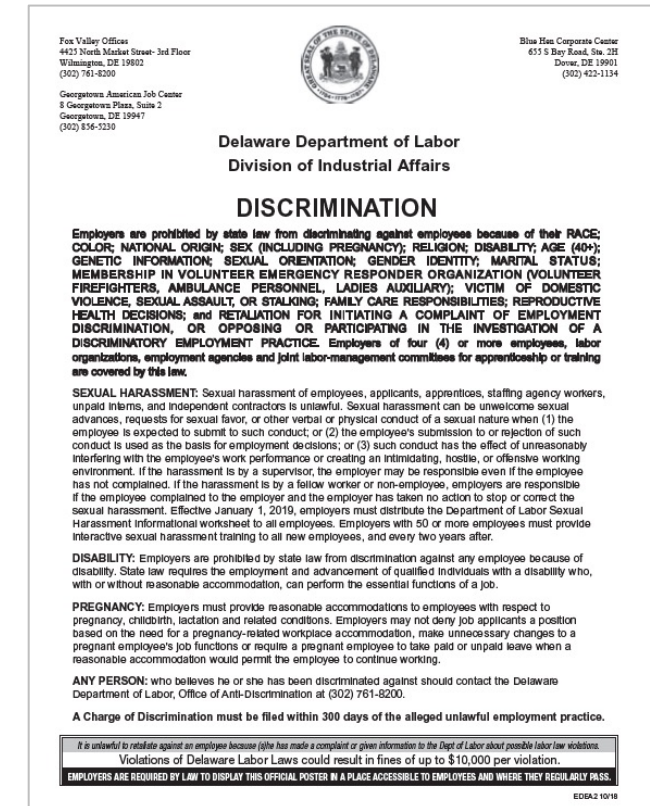 Fox Valley Offices
4425 North Market Street- 3rd Floor
Wilmington, DE 19802
(302) 761-8200
Georgetown American Job Center
8 Georgetown Plaza, Suite 2
Georgetown, DE 19947
(302) 856-5230
Blue Hen Corporate Center
655 S Bay Road, Ste. 2H
Dover, DE 19901
(302) 422-1134
Delaware Department of Labor
Division of Industrial Affairs
DISCRIMINATION
Employers are prohibited by state law from discriminating against employees because of their RACE;
COLOR; NATIONAL ORIGIN; SEX (INCLUDING PREGNANCY); RELIGION; DISABILITY; AGE (40+);
GENETIC INFORMATION; SEXUAL ORIENTATION; GENDER IDENTITY; MARITAL STATUS;
MEMBERSHIP IN VOLUNTEER EMERGENCY RESPONDER ORGANIZATION (VOLUNTEER
FIREFIGHTERS, AMBULANCE PERSONNEL, LADIES AUXILIARY); VICTIM OF DOMESTIC
VIOLENCE, SEXUAL ASSAULT, OR STALKING; FAMILY CARE RESPONSIBILITIES; REPRODUCTIVE
HEALTH DECISIONS; and RETALIATION FOR INITIATING A COMPLAINT OF EMPLOYMENT
DISCRIMINATION, OR OPPOSING OR PARTICIPATING IN THE INVESTIGATION OF A
DISCRIMINATORY EMPLOYMENT PRACTICE. Employers of four (4) or more employees, labor
organizations, employment agencies and joint labor-management committees for apprenticeship or training
are covered by this law.
SEXUAL HARASSMENT: Sexual harassment of employees, applicants, apprentices, staffing agency workers,
unpaid interns, and independent contractors is unlawful. Sexual harassment can be unwelcome sexual
advances, requests for sexual favor, or other verbal or physical conduct of a sexual nature when (1) the
employee is expected to submit to such conduct; or (2) the employee's submission to or rejection of such
conduct is used as the basis for employment decisions; or (3) such conduct has the effect of unreasonably
interfering with the employee's work performance or creating an intimidating, hostile, or offensive working
environment. If the harassment is by a supervisor, the employer may be responsible even if the employee
has not complained. If the harassment is by a fellow worker or non-employee, employers are responsible
if the employee complained to the employer and the employer has taken no action to stop or correct the
sexual harassment. Effective January 1, 2019, employers must distribute the Department of Labor Sexual
Harassment Informational worksheet to all employees. Employers with 50 or more employees must provide
interactive sexual harassment training to all new employees, and every two years after.
DISABILITY: Employers are prohibited by state law from discrimination against any employee because of
disability. State law requires the employment and advancement of qualified individuals with a disability who,
with or without reasonable accommodation, can perform the essential functions of a job.
PREGNANCY: Employers must provide reasonable accommodations to employees with respect to
pregnancy, childbirth, lactation and related conditions. Employers may not deny job applicants a position
based on the need for a pregnancy-related workplace accommodation, make unnecessary changes to a
pregnant employee's job functions or require a pregnant employee to take paid or unpaid leave when a
reasonable accommodation would permit the employee to continue working.
ANY PERSON: who believes he or she has been discriminated against should contact the Delaware
Department of Labor, Office of Anti-Discrimination at (302) 761-8200.
A Charge of Discrimination must be filed within 300 days of the alleged unlawful employment practice.
It is unlawful to retaliate against an employee because (s)he has made a complaint or given information to the Dept of Labor about possible labor law violations.
Violations of Delaware Labor Laws could result in fines of up to $10,000 per violation.
EMPLOYERS ARE REQUIRED BY LAW TO DISPLAY THIS OFFICIAL POSTER IN A PLACE ACCESSIBLE TO EMPLOYEES AND WHERE THEY REGULARLY PASS.
EDEA2 10/18